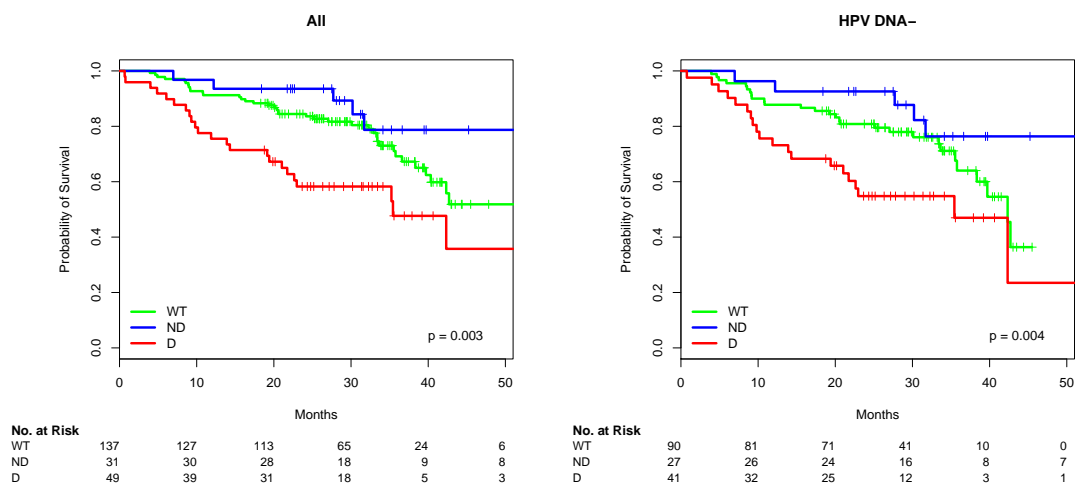 All
Probability of Survival
1.0
0.8
0.6
0.4
0.2
0.0
WT
ND
D
p = 0.003
0 10 20 30 40 50
Months
No. at Risk
WT 137 127 113 65 24 6
ND 31 30 28 18 9 8
D 49 39 31 18 5 3
HPV DNA−
Probability of Survival
1.0
0.8
0.6
0.4
0.2
0.0
WT
ND
D
p = 0.004
0 10 20 30 40 50
Months
No. at Risk
WT 90 81 71 41 10 0
ND 27 26 24 16 8 7
D 41 32 25 12 3 1